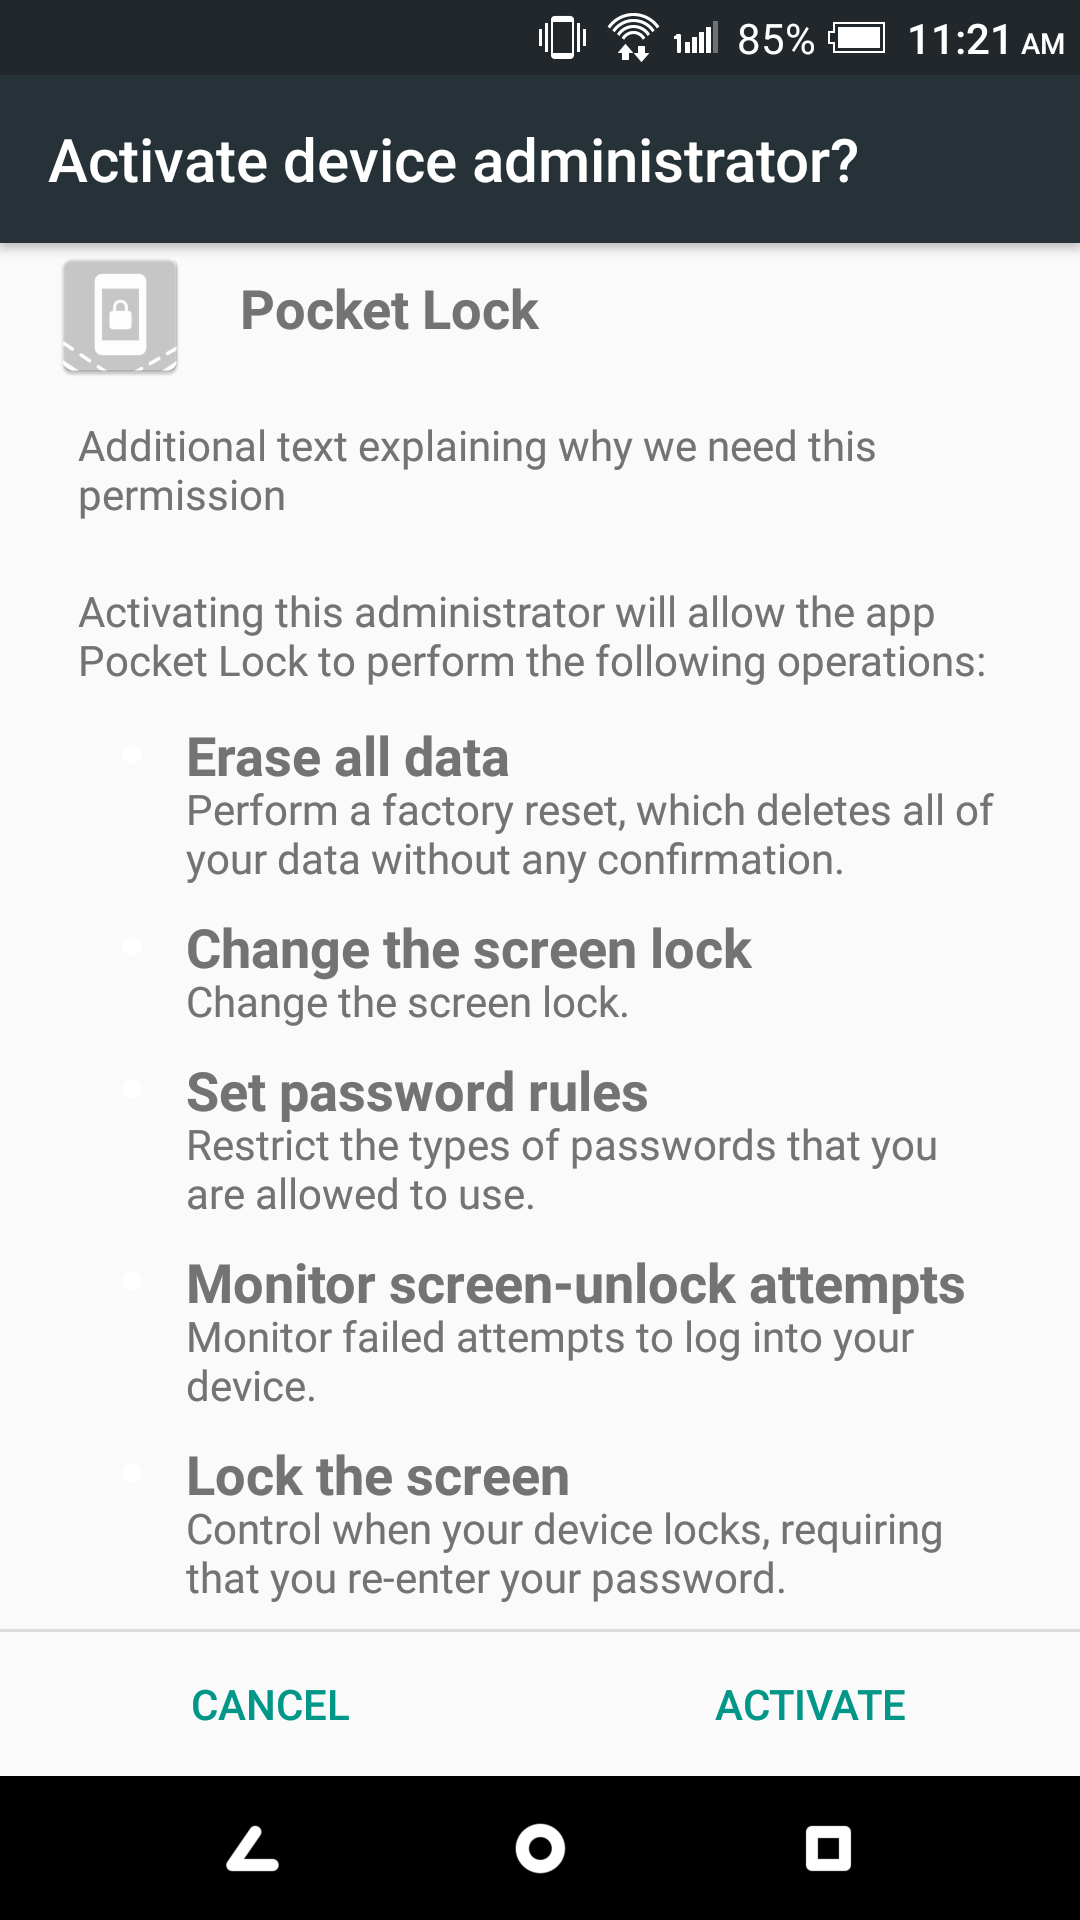 85% 11:21 AM
Activate device administrator?
Pocket Lock
Additional text explaining why we need this
permission
Activating this administrator will allow the app
Pocket Lock to perform the following operations:
Erase all data
Perform a factory reset, which deletes all of
your data without any confirmation.
Change the screen lock
Change the screen lock.
Set password rules
Restrict the types of passwords that you
are allowed to use.
Monitor screen-unlock attempts
Monitor failed attempts to log into your
device.
Lock the screen
Control when your device locks, requiring
that you re-enter your password.
CANCEL ACTIVATE